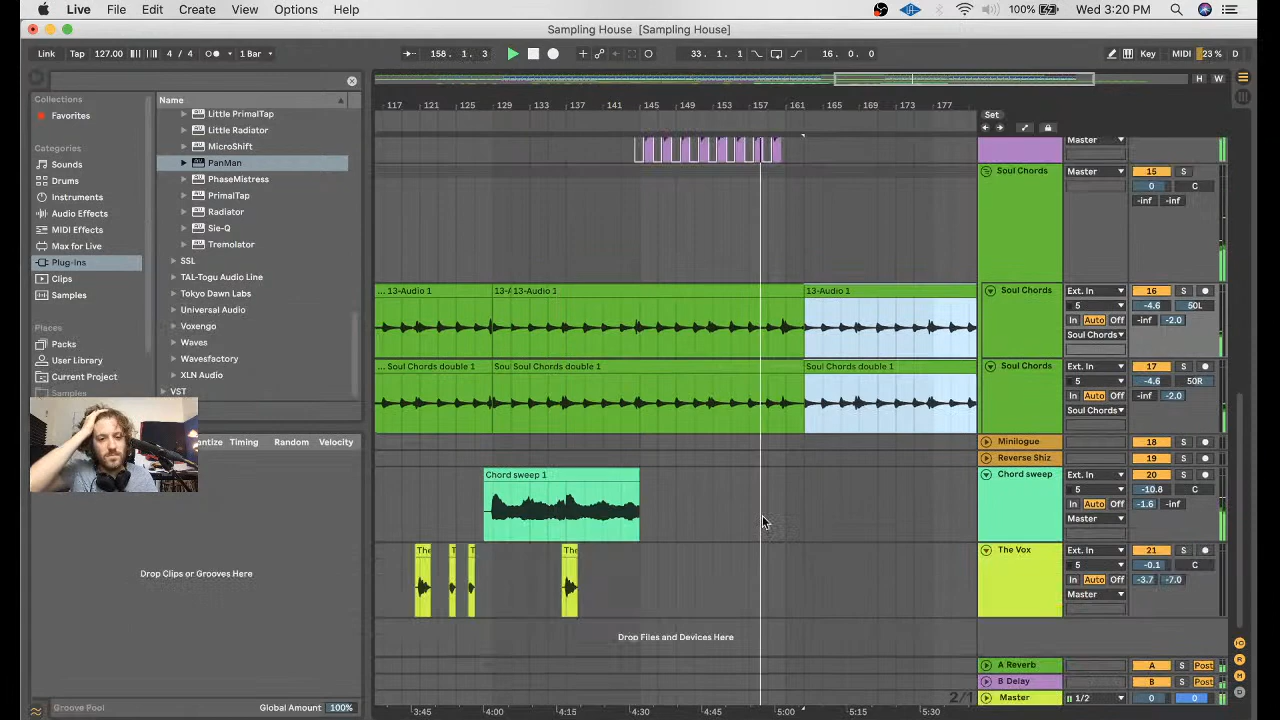 Live File Edit Create View Options Help 100% Wed 3:20 PM
Sampling House [Sampling House]
Link Tap 127.00 4 / 4 1 Bar 158. 1. 3 33. 1. 1 16. 0. 0 Key MIDI 23 % D
H W
Collections
Favorites
Categories
Sounds
Drums
Instruments
Audio Effects
MIDI Effects
Max for Live
Plug-Ins
Clips
Samples
Places
Packs
User Library
Current Project
Samples
Name
Little PrimalTap
Little Radiator
MicroShift
PanMan
PhaseMistress
PrimalTap
Radiator
Sie-Q
Tremolator
SSL
TAL-Togu Audio Line
Tokyo Dawn Labs
Universal Audio
Voxengo
Waves
Wavesfactory
XLN Audio
VST
antize Timing Random Velocity
Drop Clips or Grooves Here
Groove Pool Global Amount 100%
117 121 125 129 133 137 141 145 149 153 157 161 165 169 173 177
Set
Master
Soul Chords Master 15 S
0 C
-inf -inf
... 13-Audio 1 13-A 13-Audio 1 13-Audio 1 Soul Chords Ext. In 16 S
5 -4.6 50L
In Auto Off -inf -2.0
Soul Chords
... Soul Chords double 1 Sou Soul Chords double 1 Soul Chords double 1 Soul Chords Ext. In 17 S
5 -4.6 50R
In Auto Off -inf -2.0
Soul Chords
Minilogue 18 S
Reverse Shiz 19 S
Chord sweep 1 Chord sweep Ext. In 20 S
5 -10.8 C
In Auto Off -1.6 -inf
Master
The T T The The Vox Ext. In 21 S
5 -0.1 C
In Auto Off -3.7 -7.0
Master
Drop Files and Devices Here
A Reverb A S Post
B Delay B S Post
2/1 Master 1/2 0 0
3:45 4:00 4:15 4:30 4:45 5:00 5:15 5:30